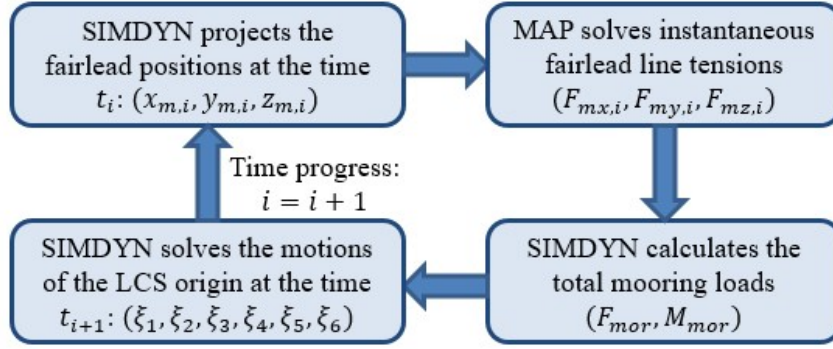 SIMDYN projects the
fairlead positions at the time
t_i: (x_{m,i}, y_{m,i}, z_{m,i})
MAP solves instantaneous
fairlead line tensions
(F_{mx,i}, F_{my,i}, F_{mz,i})
Time progress:
i = i + 1
SIMDYN solves the motions
of the LCS origin at the time
t_{i+1}: (ξ_1, ξ_2, ξ_3, ξ_4, ξ_5, ξ_6)
SIMDYN calculates the
total mooring loads
(F_{mor}, M_{mor})